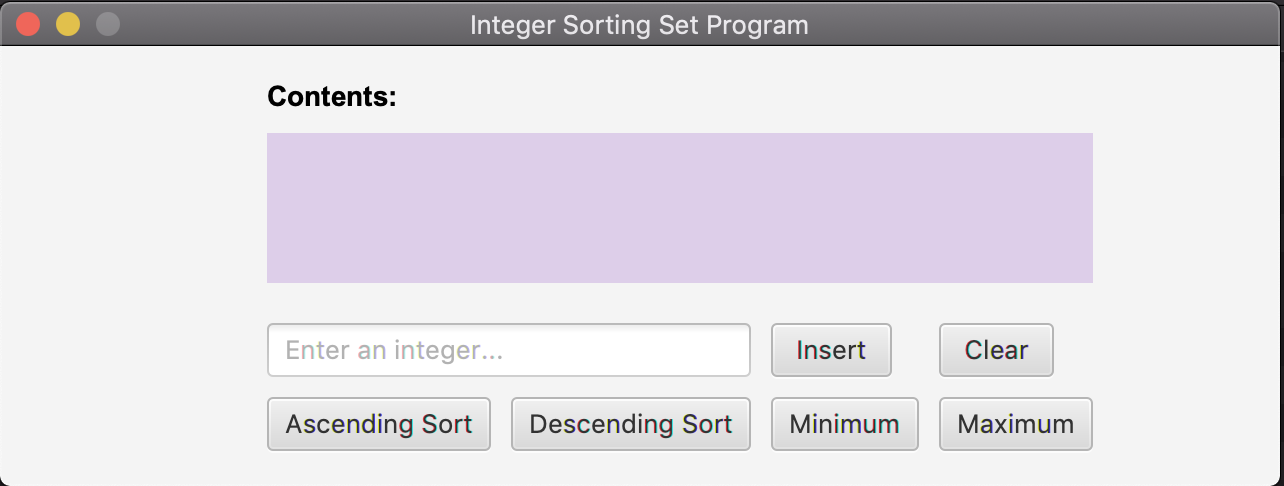 Integer Sorting Set Program
Contents:
Enter an integer... Insert Clear
Ascending Sort Descending Sort Minimum Maximum